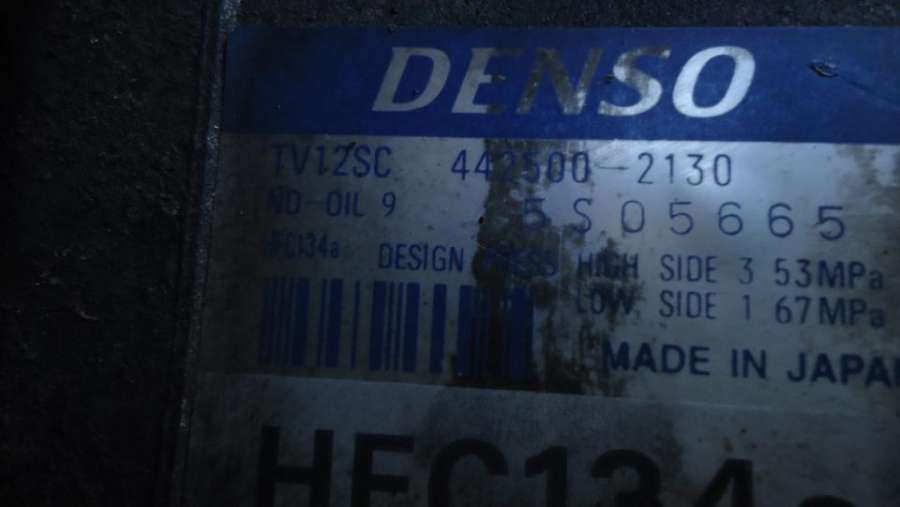 DENSO
TV12SC 442500-2130
ND-OIL 9 5S05665
HFC134a DESIGN PRESS HIGH SIDE 3 53MPa
LOW SIDE 1 67MPa
MADE IN JAPAN
HFC134a